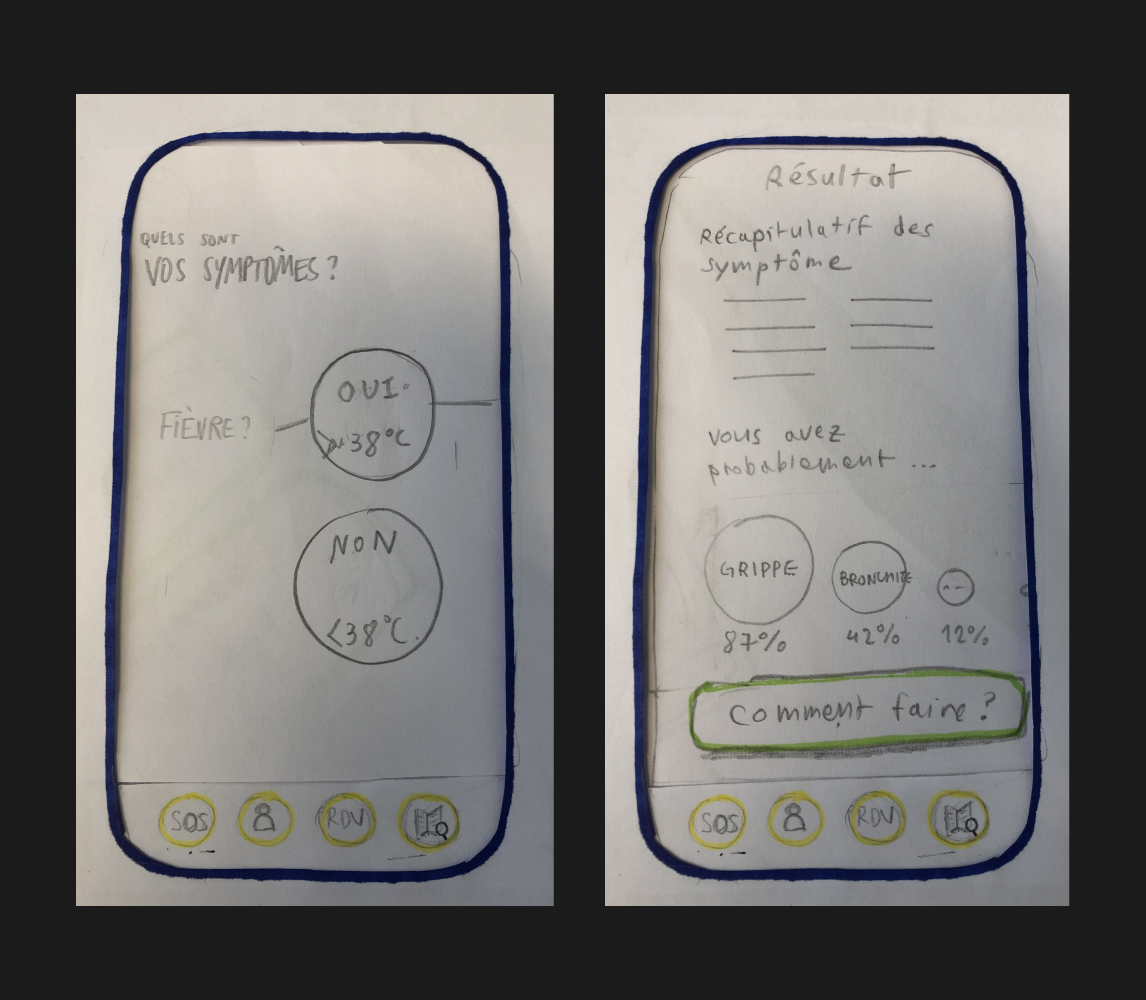 QUELS SONT
VOS SYMPTÔMES ?
OUI
FIÈVRE ?
> 38°C
NON
<38°C.
SOS
RDV
Résultat
Récapitulatif des
symptôme
vous avez
probablement ...
GRIPPE
BRONCHITE
87%
42%
12%
Comment faire ?
SOS
RDV